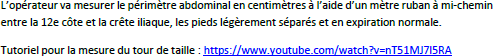 L'opérateur va mesurer le périmètre abdominal en centimètres à l'aide d'un mètre ruban à mi-chemin
entre la 12e côte et la crête iliaque, les pieds légèrement séparés et en expiration normale.
Tutoriel pour la mesure du tour de taille : https://www.youtube.com/watch?v=nT51MJ7I5RA